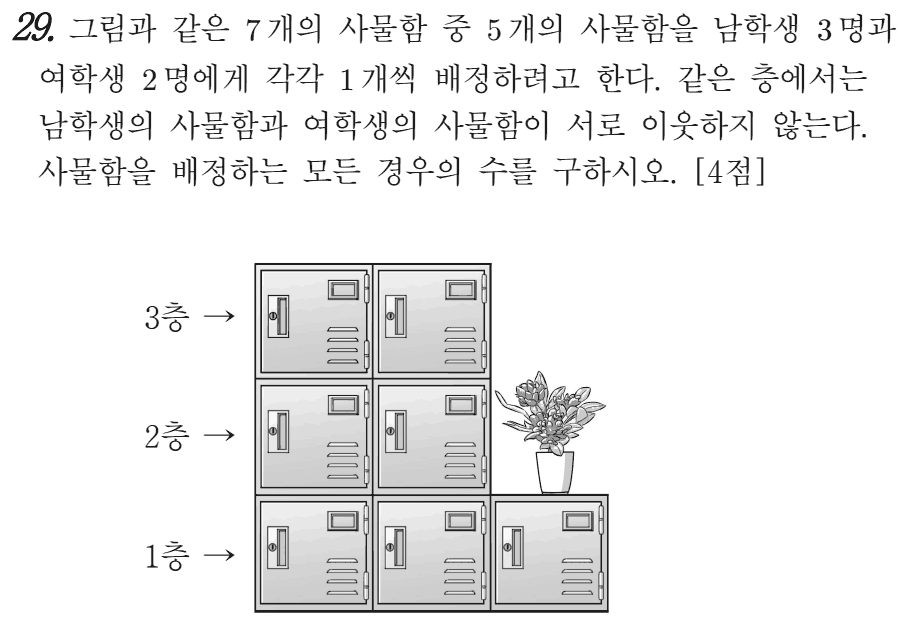 29. 그림과 같은 7개의 사물함 중 5개의 사물함을 남학생 3명과
여학생 2명에게 각각 1개씩 배정하려고 한다. 같은 층에서는
남학생의 사물함과 여학생의 사물함이 서로 이웃하지 않는다.
사물함을 배정하는 모든 경우의 수를 구하시오. [4점]
3층 →
2층 →
1층 →